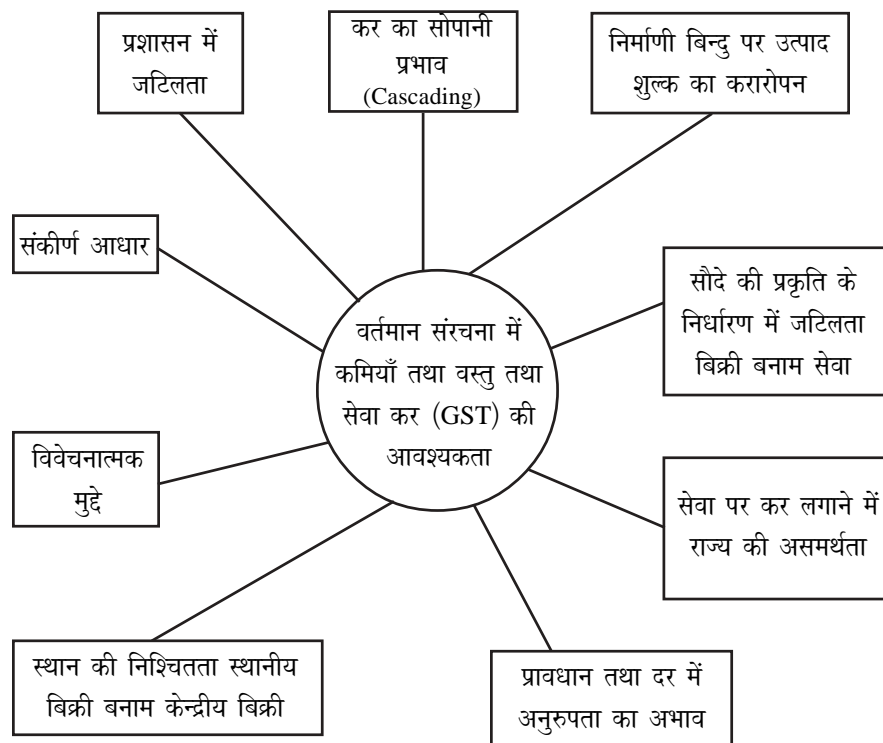 प्रशासन में
जटिलता
कर का सोपानी
प्रभाव
(Cascading)
निर्माणी बिन्दु पर उत्पाद
शुल्क का करारोपन
संकीर्ण आधार
सौदे की प्रकृति के
निर्धारण में जटिलता
बिक्री बनाम सेवा
वर्तमान संरचना में
कमियाँ तथा वस्तु तथा
सेवा कर (GST) की
आवश्यकता
विवेचनात्मक
मुद्दे
सेवा पर कर लगाने में
राज्य की असमर्थता
स्थान की निश्चितता स्थानीय
बिक्री बनाम केन्द्रीय बिक्री
प्रावधान तथा दर में
अनुरुपता का अभाव